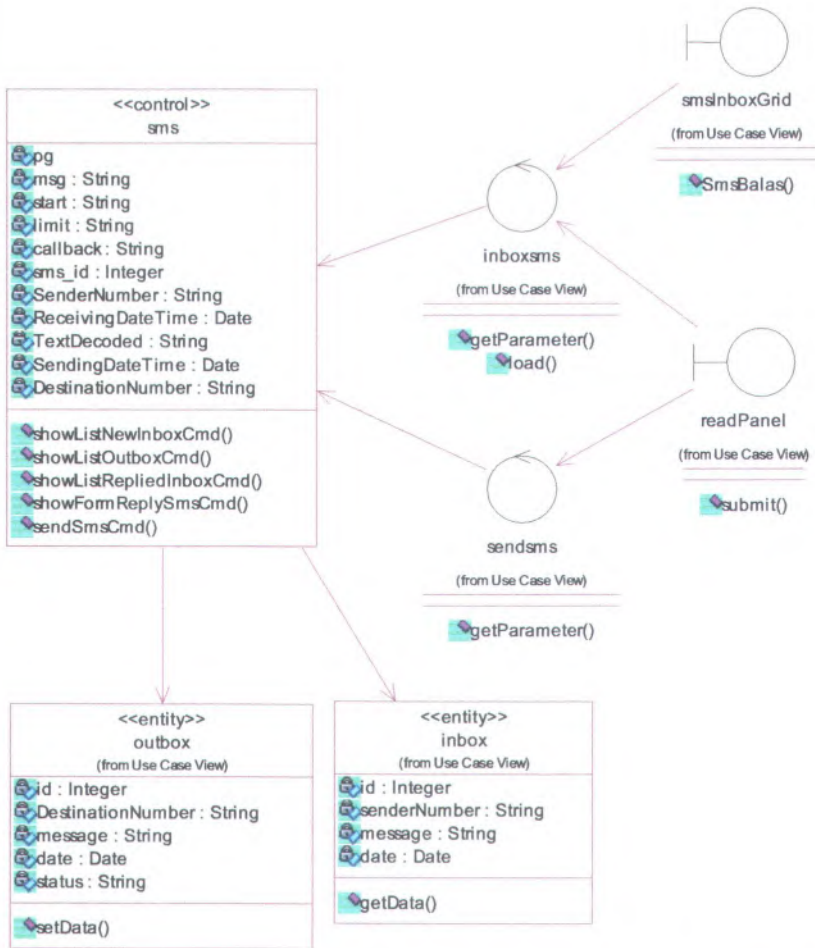 <<control>>
sms
pg
msg : String
start : String
limit : String
callback : String
sms_id : Integer
SenderNumber : String
ReceivingDateTime : Date
TextDecoded : String
SendingDateTime : Date
DestinationNumber : String
showListNewInboxCmd()
showListOutboxCmd()
showListRepliedInboxCmd()
showFormReplySmsCmd()
sendSmsCmd()
smsInboxGrid
(from Use Case View)
SmsBalas()
inboxsms
(from Use Case View)
getParameter()
load()
readPanel
(from Use Case View)
submit()
sendsms
(from Use Case View)
getParameter()
<<entity>>
outbox
(from Use Case View)
id : Integer
DestinationNumber : String
message : String
date : Date
status : String
setData()
<<entity>>
inbox
(from Use Case View)
id : Integer
senderNumber : String
message : String
date : Date
getData()